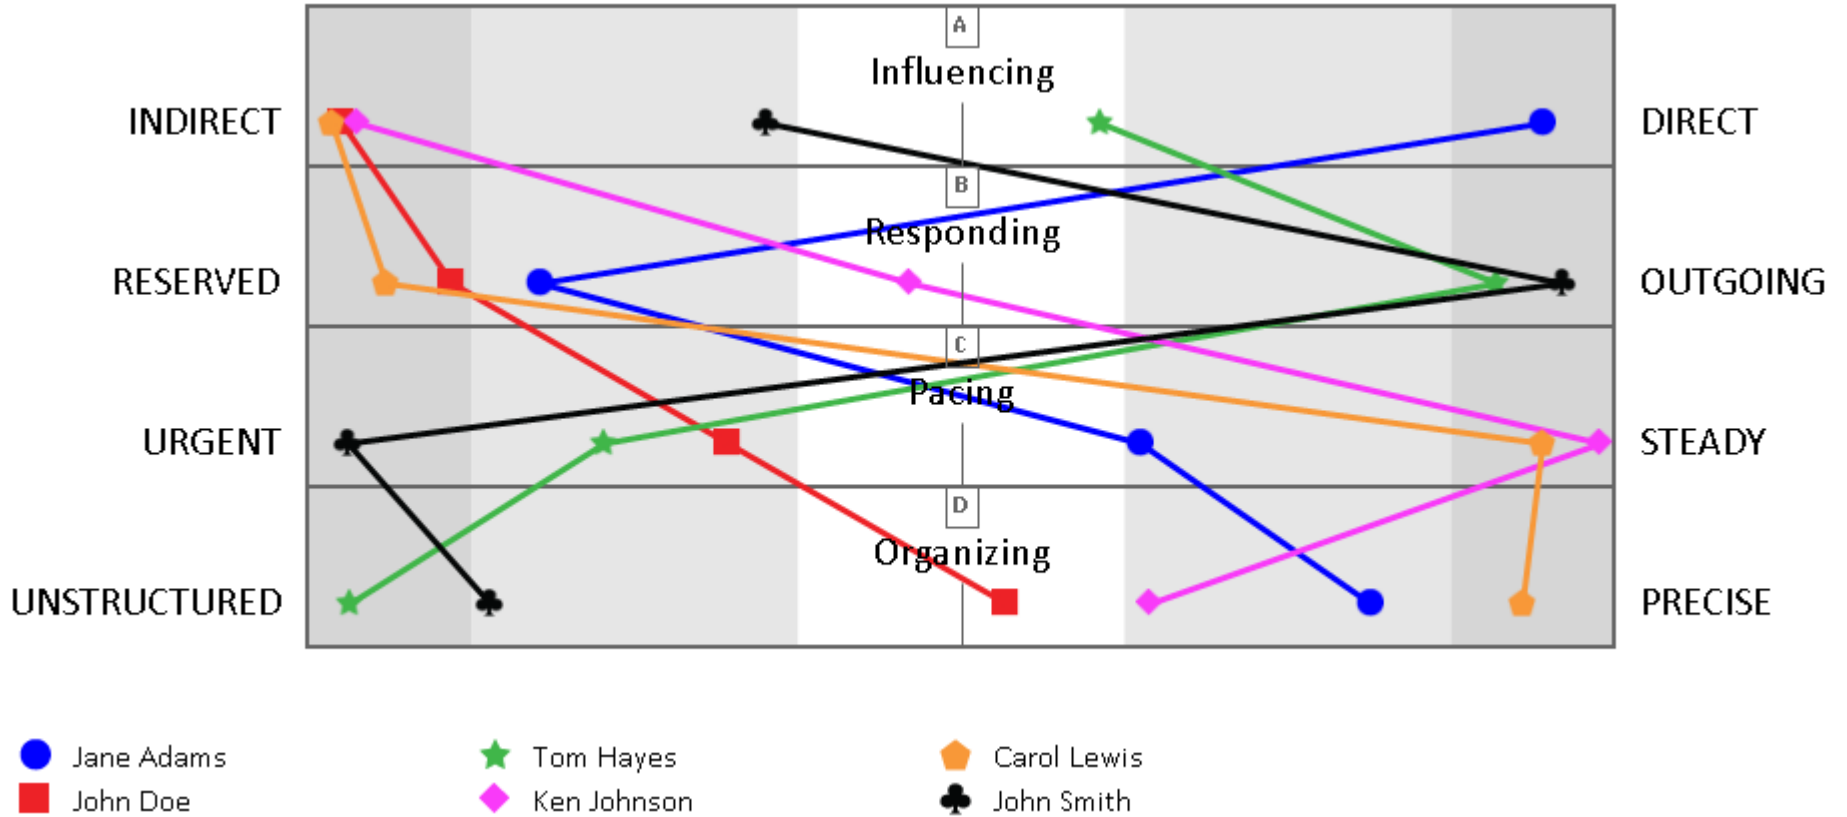 A
Influencing
INDIRECT
DIRECT
B
Responding
RESERVED
OUTGOING
C
Pacing
URGENT
STEADY
D
Organizing
UNSTRUCTURED
PRECISE
Jane Adams
Tom Hayes
Carol Lewis
John Doe
Ken Johnson
John Smith